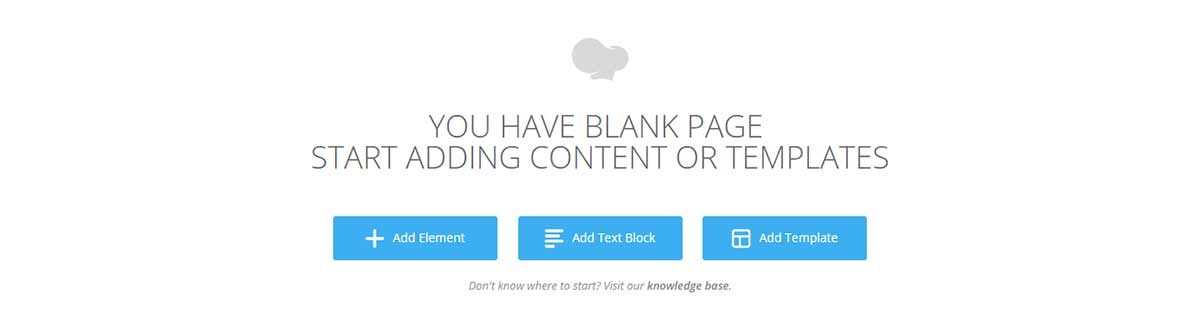 YOU HAVE BLANK PAGE
START ADDING CONTENT OR TEMPLATES
Add Element
Add Text Block
Add Template
Don't know where to start? Visit our knowledge base.